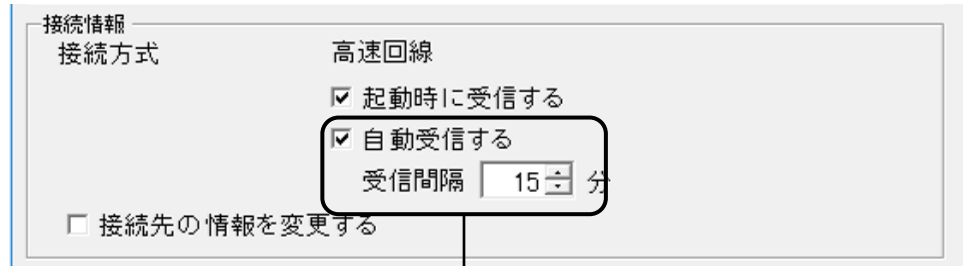 接続情報
接続方式 高速回線
起動時に受信する
自動受信する
受信間隔 15 分
接続先の情報を変更する